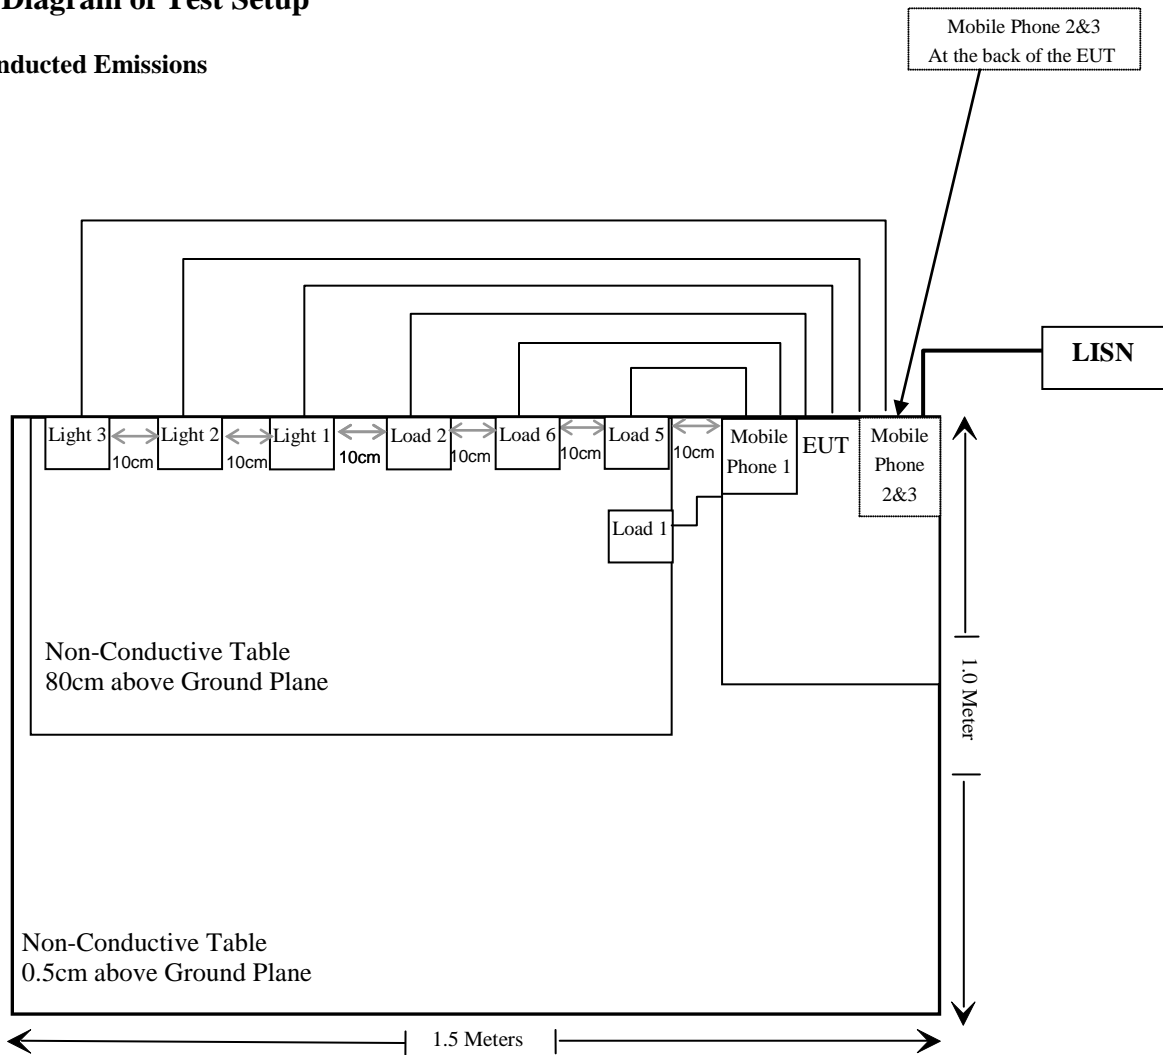 Diagram of Test Setup
nducted Emissions
Mobile Phone 2&3
At the back of the EUT
LISN
Light 3
10cm
Light 2
10cm
Light 1
10cm
Load 2
10cm
Load 6
10cm
Load 5
10cm
Mobile
Phone 1
EUT
Mobile
Phone
2&3
Load 1
Non-Conductive Table
80cm above Ground Plane
1.0 Meter
Non-Conductive Table
0.5cm above Ground Plane
1.5 Meters